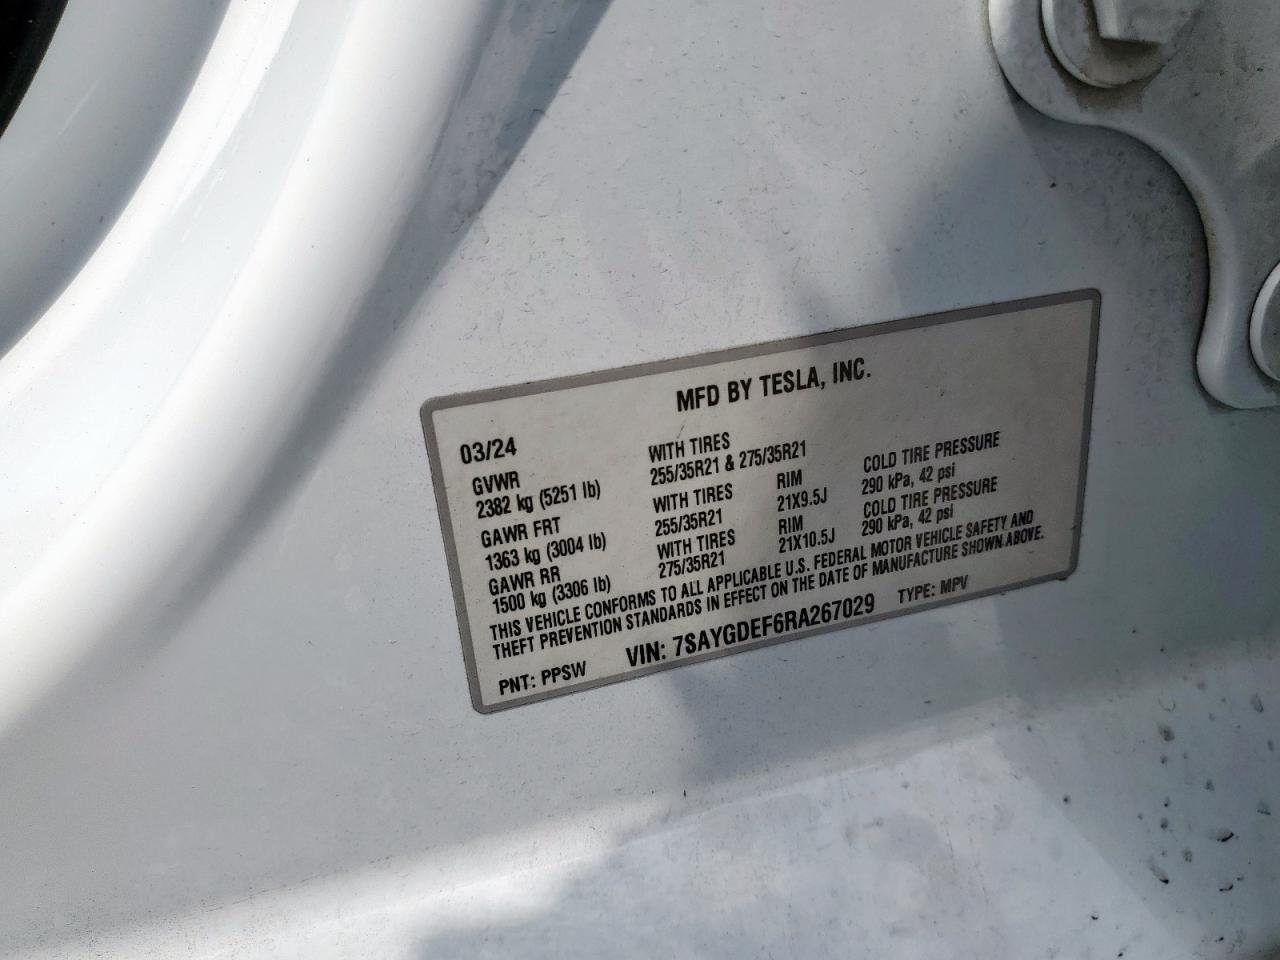 MFD BY TESLA, INC.
03/24
GVWR WITH TIRES
2382 kg (5251 lb) 255/35R21 & 275/35R21
GAWR FRT WITH TIRES RIM COLD TIRE PRESSURE
1363 kg (3004 lb) 255/35R21 21X9.5J 290 kPa, 42 psi
GAWR RR WITH TIRES RIM COLD TIRE PRESSURE
1500 kg (3306 lb) 275/35R21 21X10.5J 290 kPa, 42 psi
THIS VEHICLE CONFORMS TO ALL APPLICABLE U.S. FEDERAL MOTOR VEHICLE SAFETY AND
THEFT PREVENTION STANDARDS IN EFFECT ON THE DATE OF MANUFACTURE SHOWN ABOVE.
PNT: PPSW VIN: 7SAYGDEF6RA267029 TYPE: MPV